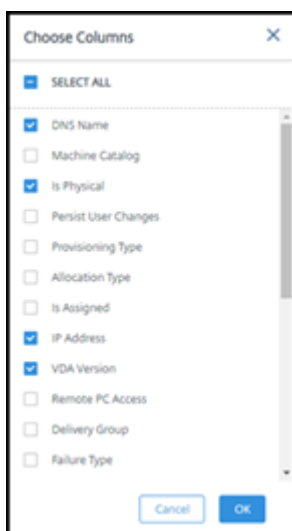 Choose Columns
SELECT ALL
DNS Name
Machine Catalog
Is Physical
Persist User Changes
Provisioning Type
Allocation Type
Is Assigned
IP Address
VDA Version
Remote PC Access
Delivery Group
Failure Type
Cancel
OK